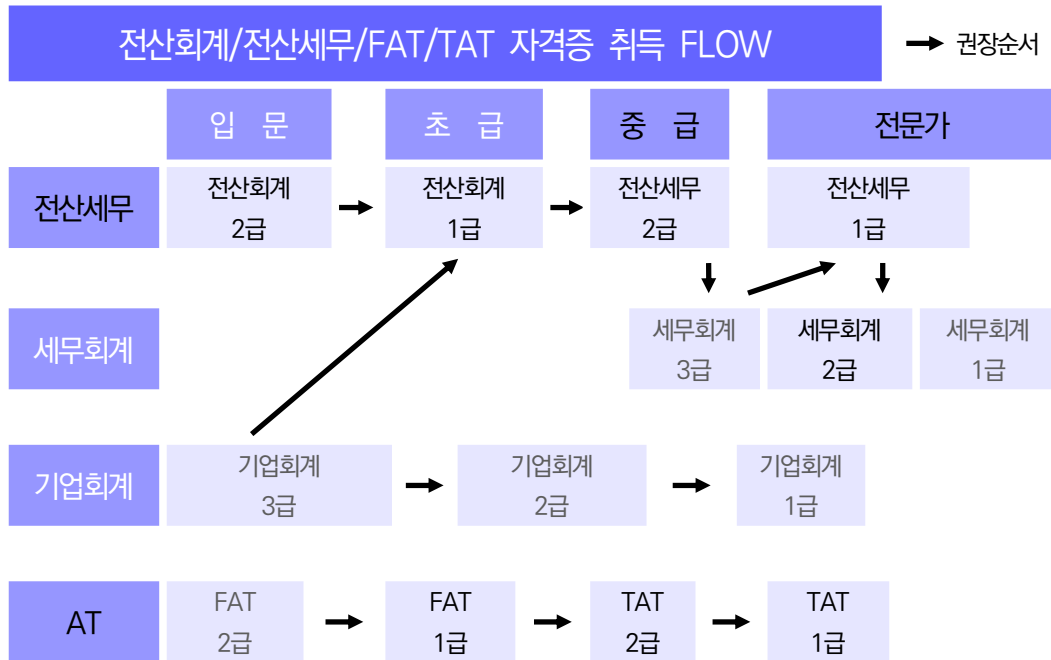 전산회계/전산세무/FAT/TAT 자격증 취득 FLOW
권장순서
입 문
초 급
중 급
전문가
전산세무
전산회계
2급
전산회계
1급
전산세무
2급
전산세무
1급
세무회계
세무회계
3급
세무회계
2급
세무회계
1급
기업회계
기업회계
3급
기업회계
2급
기업회계
1급
AT
FAT
2급
FAT
1급
TAT
2급
TAT
1급